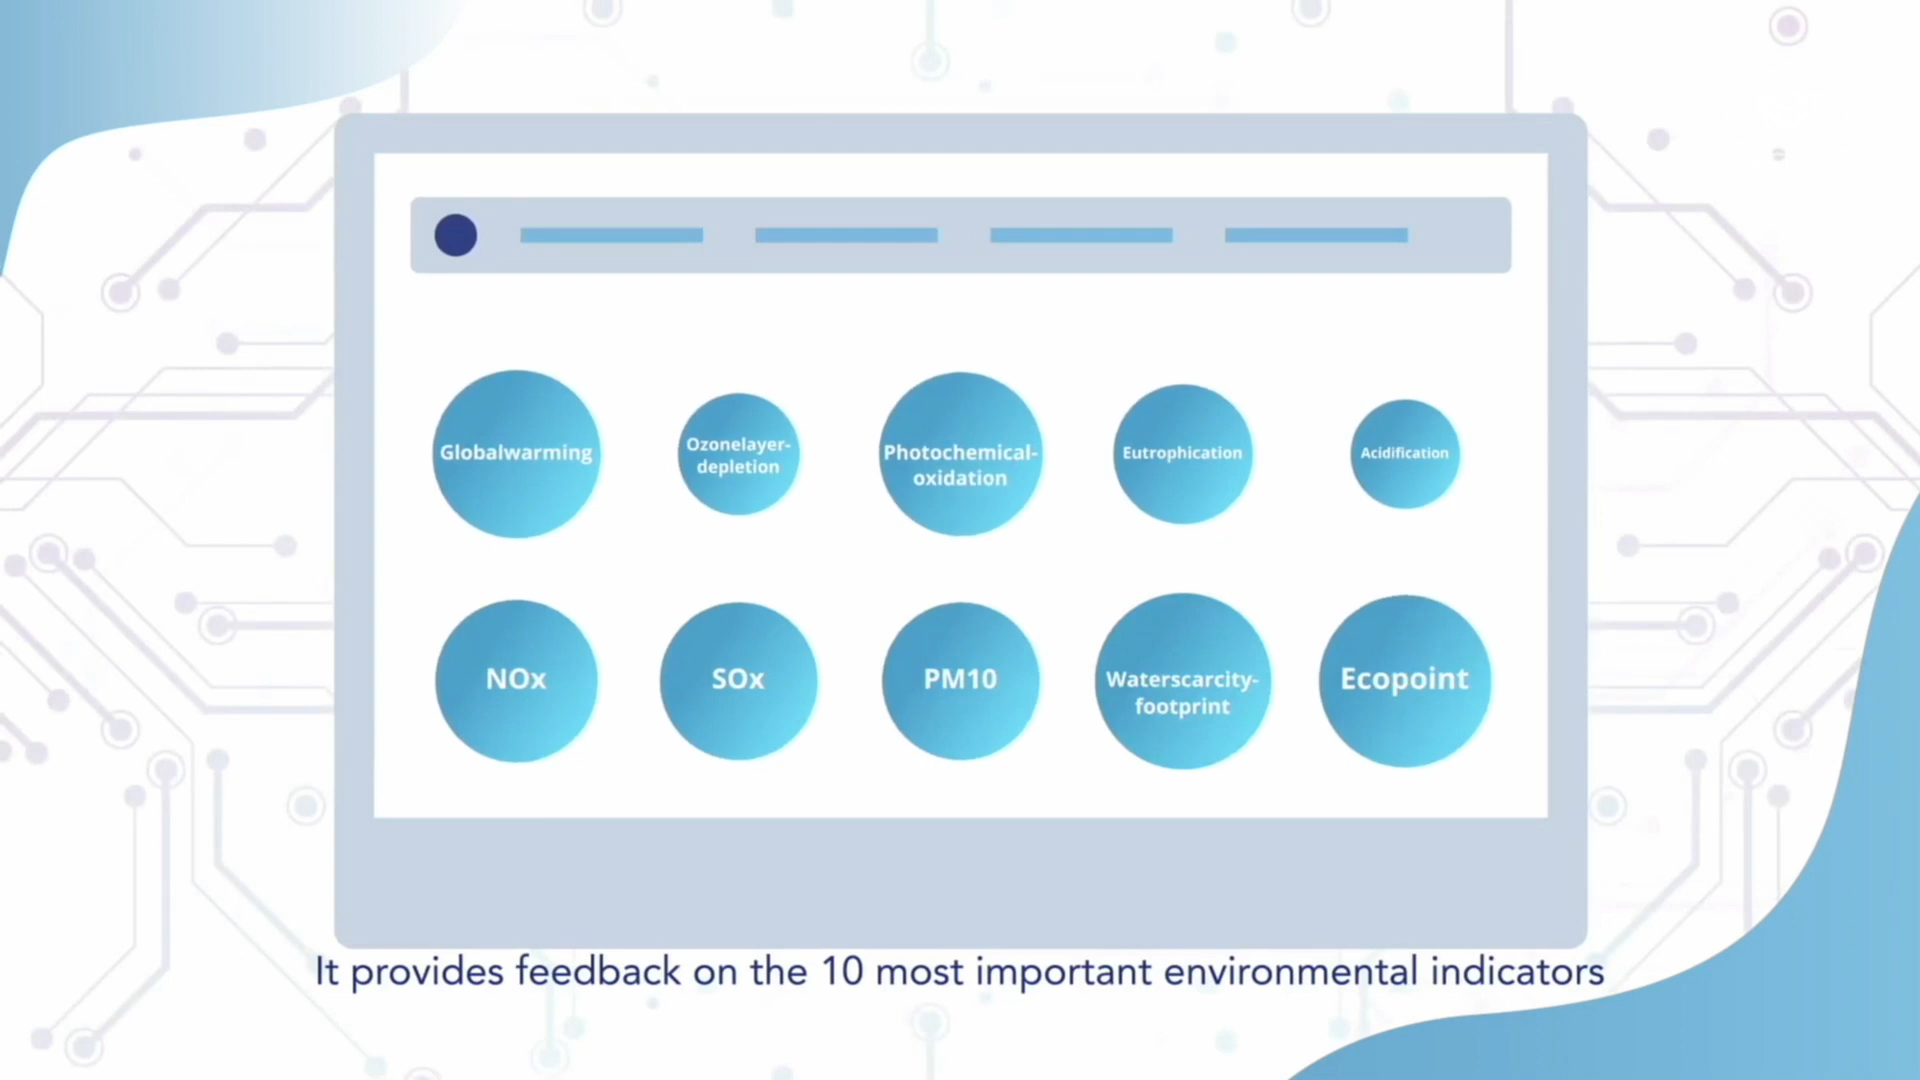 Globalwarming
Ozonelayer-
depletion
Photochemical-
oxidation
Eutrophication
Acidification
NOx
SOx
PM10
Waterscarcity-
footprint
Ecopoint
It provides feedback on the 10 most important environmental indicators